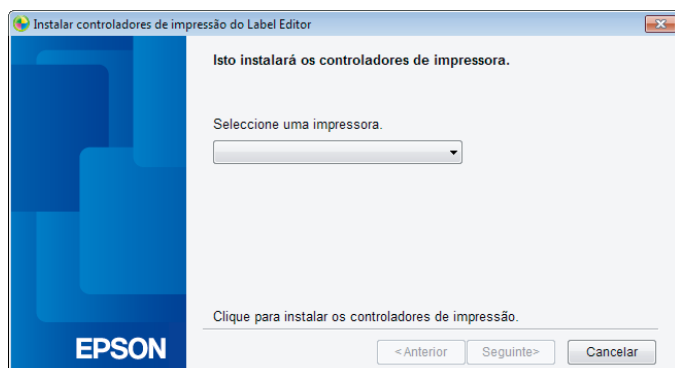 Instalar controladores de impressão do Label Editor
Isto instalará os controladores de impressora.
Seleccione uma impressora.
Clique para instalar os controladores de impressão.
EPSON
<Anterior
Seguinte>
Cancelar